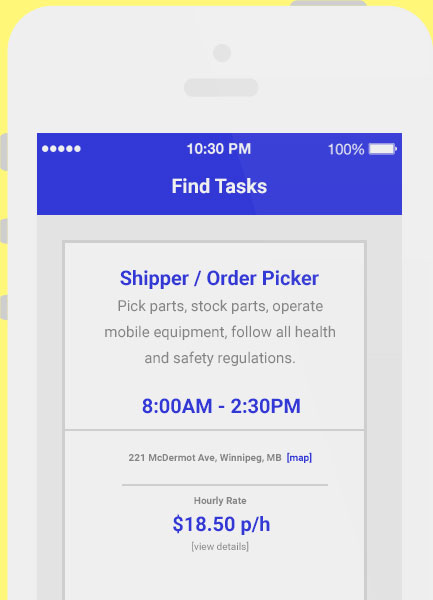 10:30 PM 100%
Find Tasks
Shipper / Order Picker
Pick parts, stock parts, operate
mobile equipment, follow all health
and safety regulations.
8:00AM - 2:30PM
221 McDermot Ave, Winnipeg, MB [map]
Hourly Rate
$18.50 p/h
[view details]